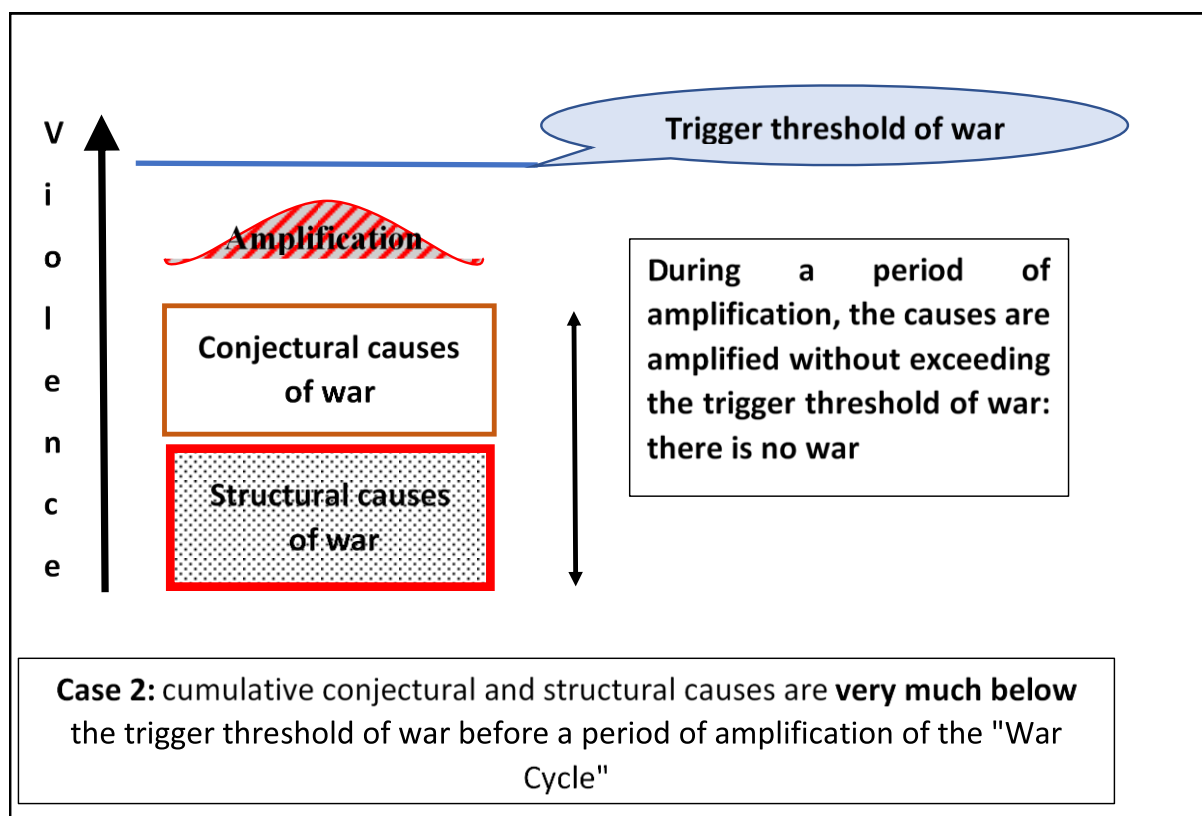 Violence
Trigger threshold of war
Amplification
Conjectural causes
of war
Structural causes
of war
During a period of
amplification, the causes are
amplified without exceeding
the trigger threshold of war:
there is no war
Case 2: cumulative conjectural and structural causes are very much below
the trigger threshold of war before a period of amplification of the "War
Cycle"